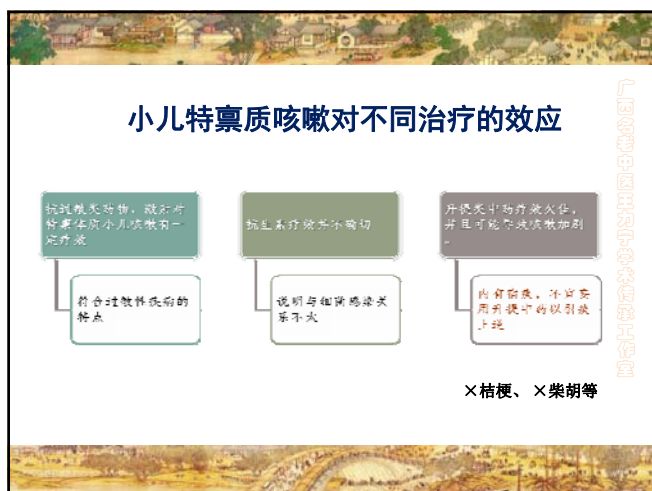 小儿特禀质咳嗽对不同治疗的效应
抗过敏类药物、激素对
特禀体质小儿咳嗽有一
定疗效
抗生素疗效并不确切
升提类中药疗效欠佳，
并且可能导致咳嗽加剧
。
符合过敏性疾病的
特点
说明与细菌感染关
系不大
内有宿痰，不宜妄
用升提中药以引痰
上逆
×桔梗、×柴胡等
广西名老中医王力宁学术传承工作室